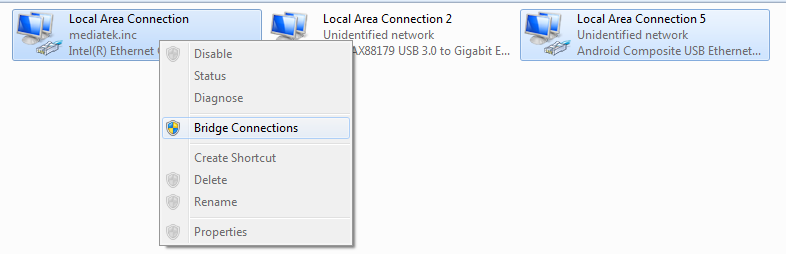 Local Area Connection
mediatek.inc
Intel(R) Ethernet
Local Area Connection 2
Unidentified network
AX88179 USB 3.0 to Gigabit E...
Local Area Connection 5
Unidentified network
Android Composite USB Ethernet...
Disable
Status
Diagnose
Bridge Connections
Create Shortcut
Delete
Rename
Properties